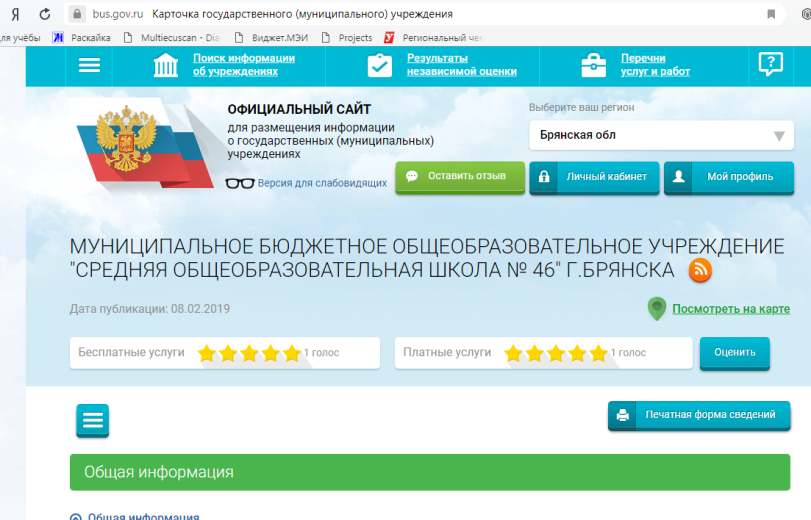 Я bus.gov.ru Карточка государственного (муниципального) учреждения
ля учёбы Раскайка Multiecuscan - Dia Виджет.МЭИ Projects Региональный че
Поиск информации
об учреждениях
Результаты
независимой оценки
Перечни
услуг и работ
ОФИЦИАЛЬНЫЙ САЙТ
для размещения информации
о государственных (муниципальных)
учреждениях
Версия для слабовидящих
Выберите ваш регион
Брянская обл
Оставить отзыв
Личный кабинет
Мой профиль
МУНИЦИПАЛЬНОЕ БЮДЖЕТНОЕ ОБЩЕОБРАЗОВАТЕЛЬНОЕ УЧРЕЖДЕНИЕ
"СРЕДНЯЯ ОБЩЕОБРАЗОВАТЕЛЬНАЯ ШКОЛА № 46" Г.БРЯНСКА
Дата публикации: 08.02.2019
Посмотреть на карте
Бесплатные услуги 1 голос
Платные услуги 1 голос
Оценить
Печатная форма сведений
Общая информация
Общая информация